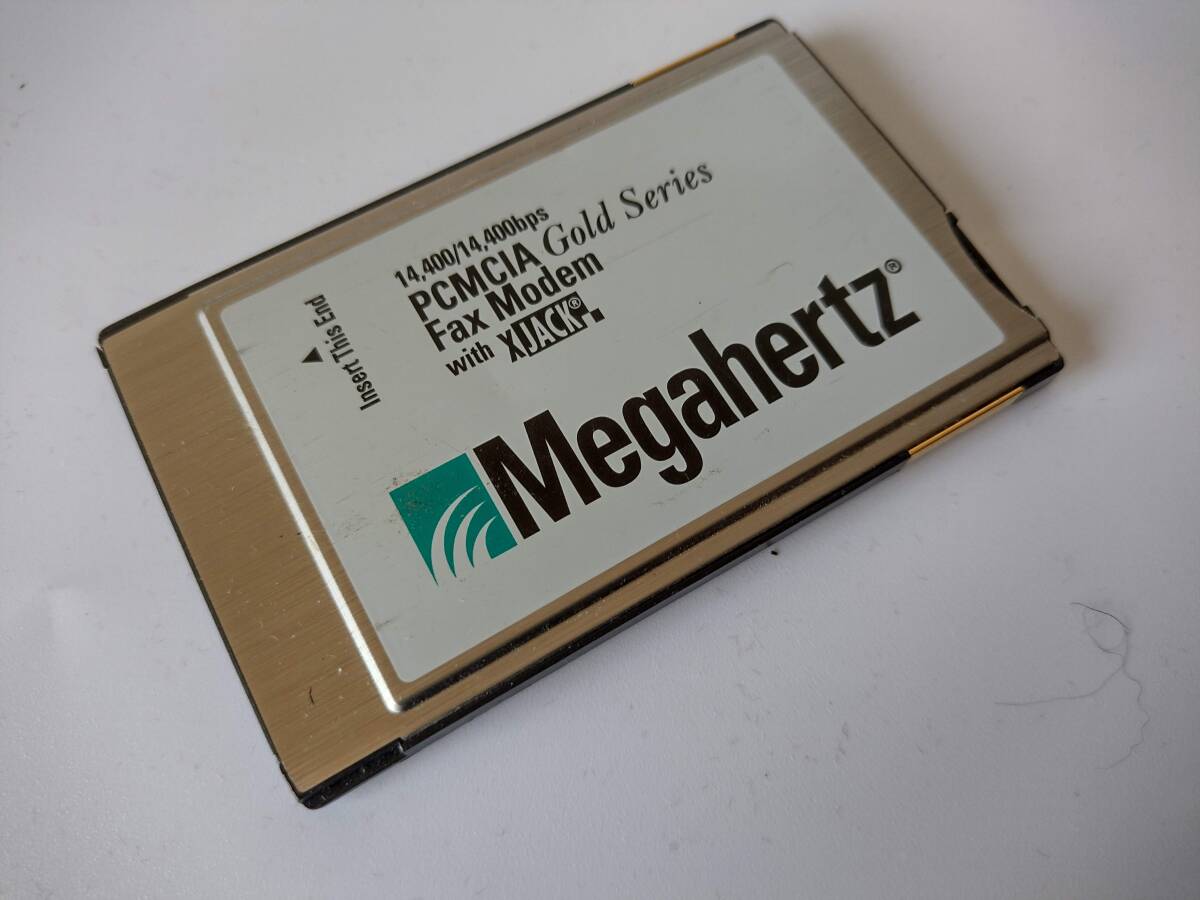 14,400/14,400bps
PCMCIA Gold Series
Fax Modem
with XJACK®
Insert This End
Megahertz®